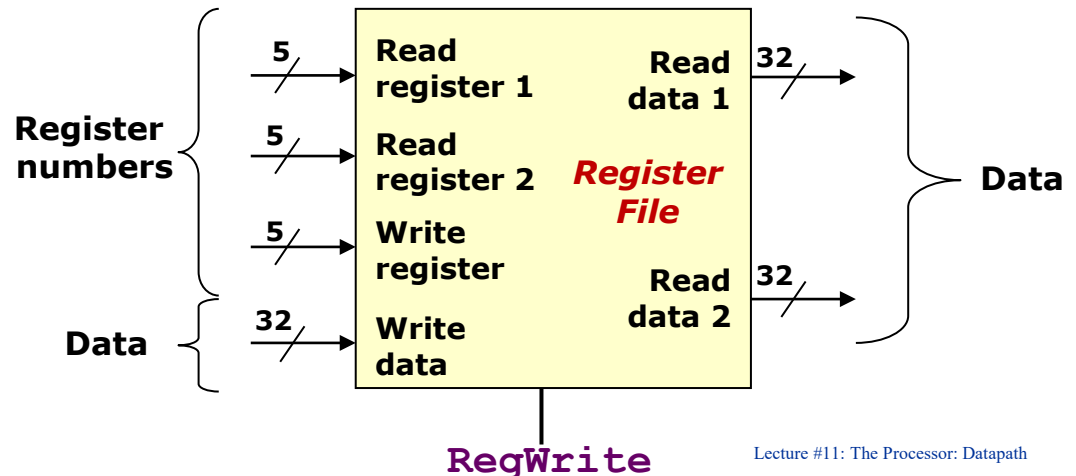 Register
numbers
Data
5
5
5
32
Read
register 1
Read
register 2
Write
register
Write
data
Register
File
Read
data 1
Read
data 2
32
32
Data
RegWrite
Lecture #11: The Processor: Datapath